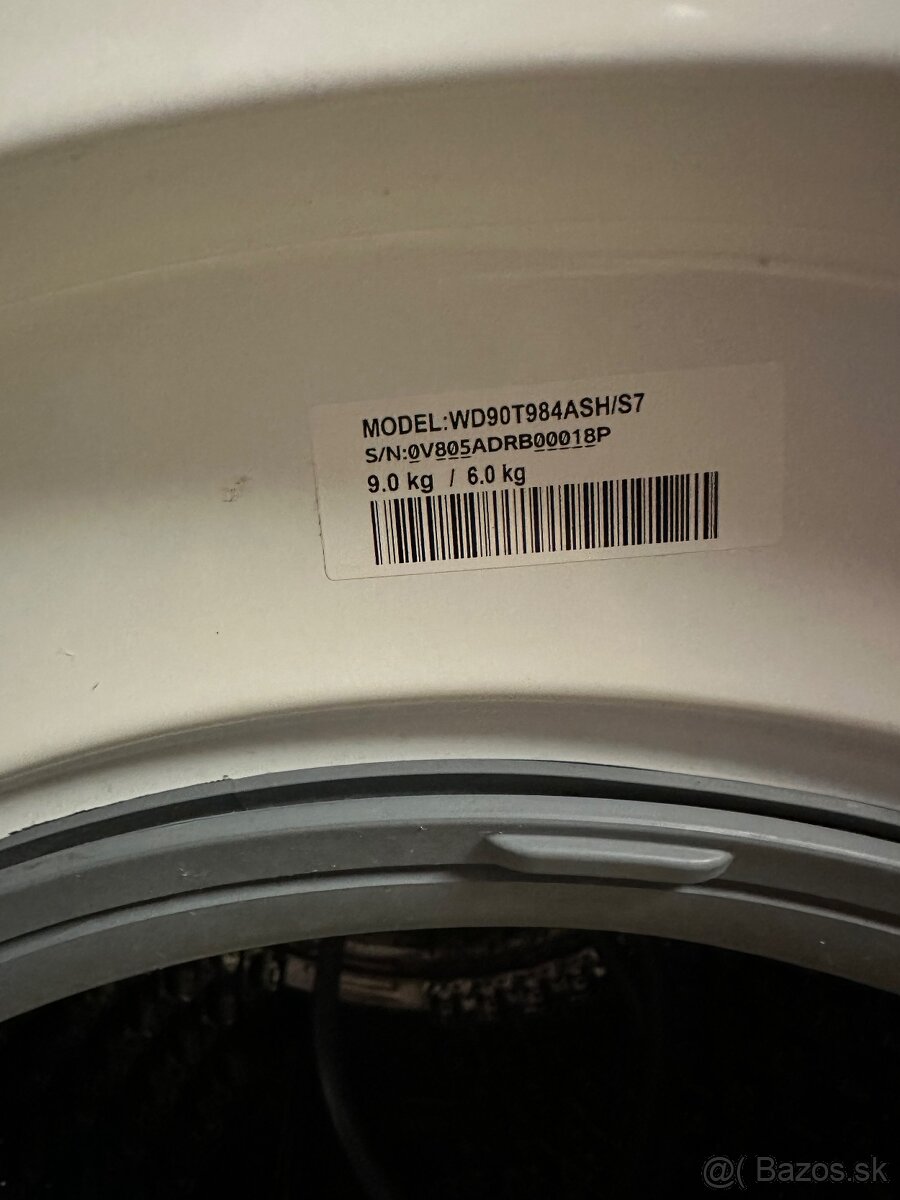 MODEL:WD90T984ASH/S7
S/N:0V805ADRB00018P
9.0 kg / 6.0 kg
@( Bazos.sk